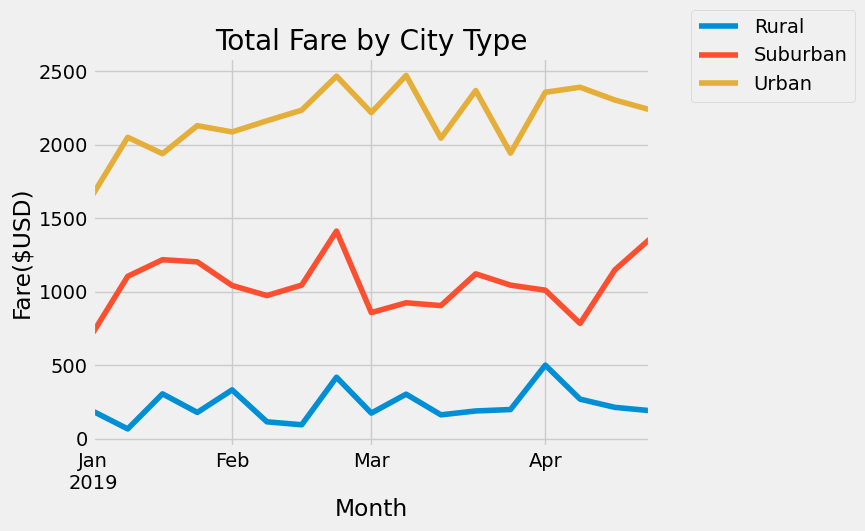 Total Fare by City Type
Rural
Suburban
Urban
2500
2000
1500
1000
500
0
Fare($USD)
Jan
2019
Feb
Mar
Apr
Month